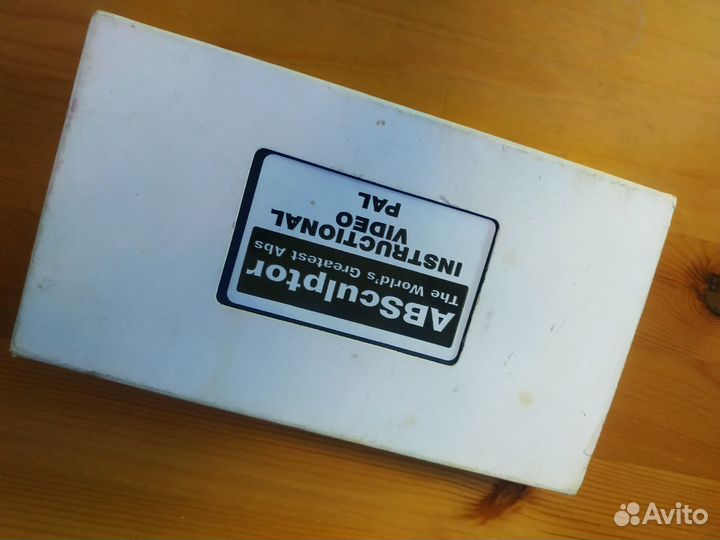 ABSculptor
The World's Greatest Abs
INSTRUCTIONAL
VIDEO
PAL
Avito